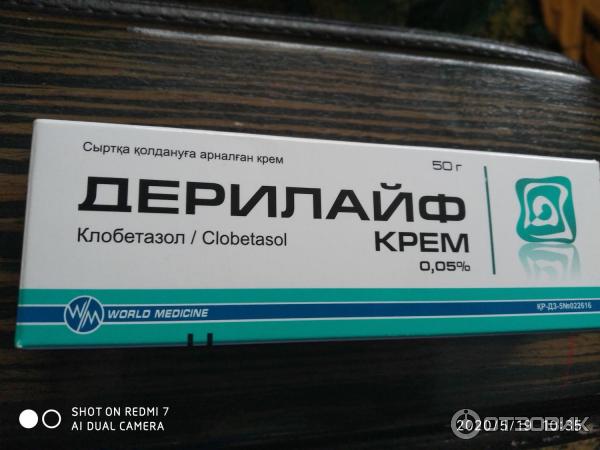 Сыртқа қолдануға арналған крем
50 г
ДЕРИЛАЙФ
Клобетазол / Clobetasol
КРЕМ
0,05%
ҚР-ДЗ-5№022616
WM WORLD MEDICINE
SHOT ON REDMI 7
AI DUAL CAMERA
2020/5/19 10:35
ОТЗОВИК